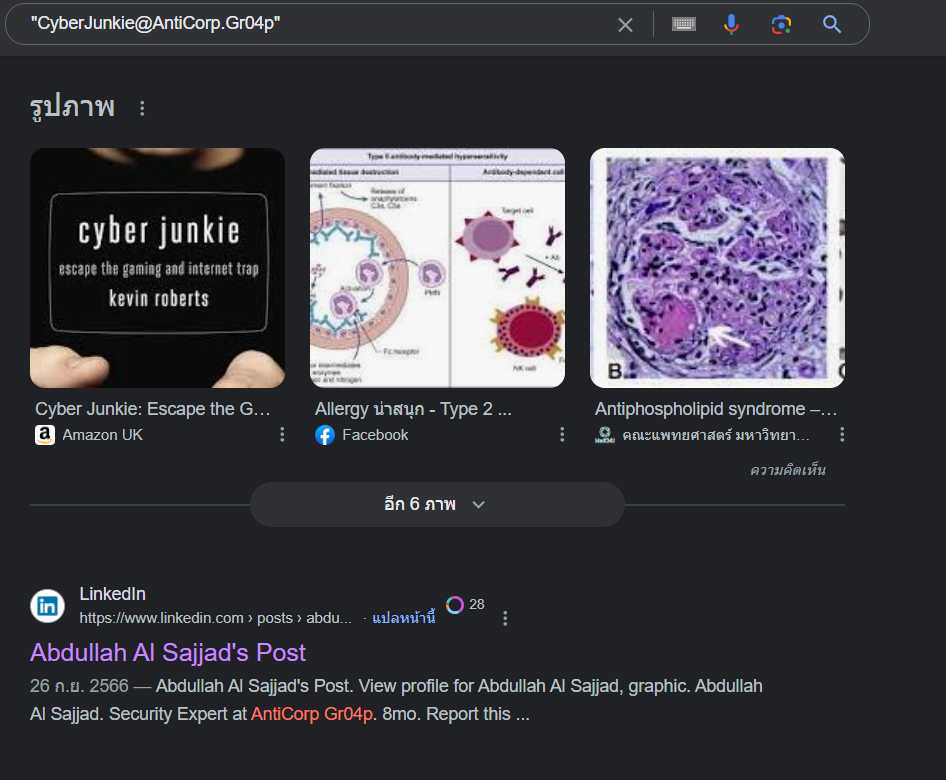 "CyberJunkie@AntiCorp.Gr04p"
รูปภาพ
cyber junkie
escape the gaming and internet trap
kevin roberts
Type II antibody-mediated hypersensitivity
mediated tissue destruction
Antibody-dependent cell
Release of
C3a, C5a
Target cell
+ Ab
Activation
PMN
Fc receptor
NK cell
B
Cyber Junkie: Escape the G...
Amazon UK
Allergy น่าสนุก - Type 2 ...
Facebook
Antiphospholipid syndrome –...
คณะแพทยศาสตร์ มหาวิทยา...
ความคิดเห็น
อีก 6 ภาพ
LinkedIn
https://www.linkedin.com › posts › abdu... · แปลหน้านี้
28
Abdullah Al Sajjad's Post
26 ก.ย. 2566 — Abdullah Al Sajjad's Post. View profile for Abdullah Al Sajjad, graphic. Abdullah
Al Sajjad. Security Expert at AntiCorp Gr04p. 8mo. Report this ...